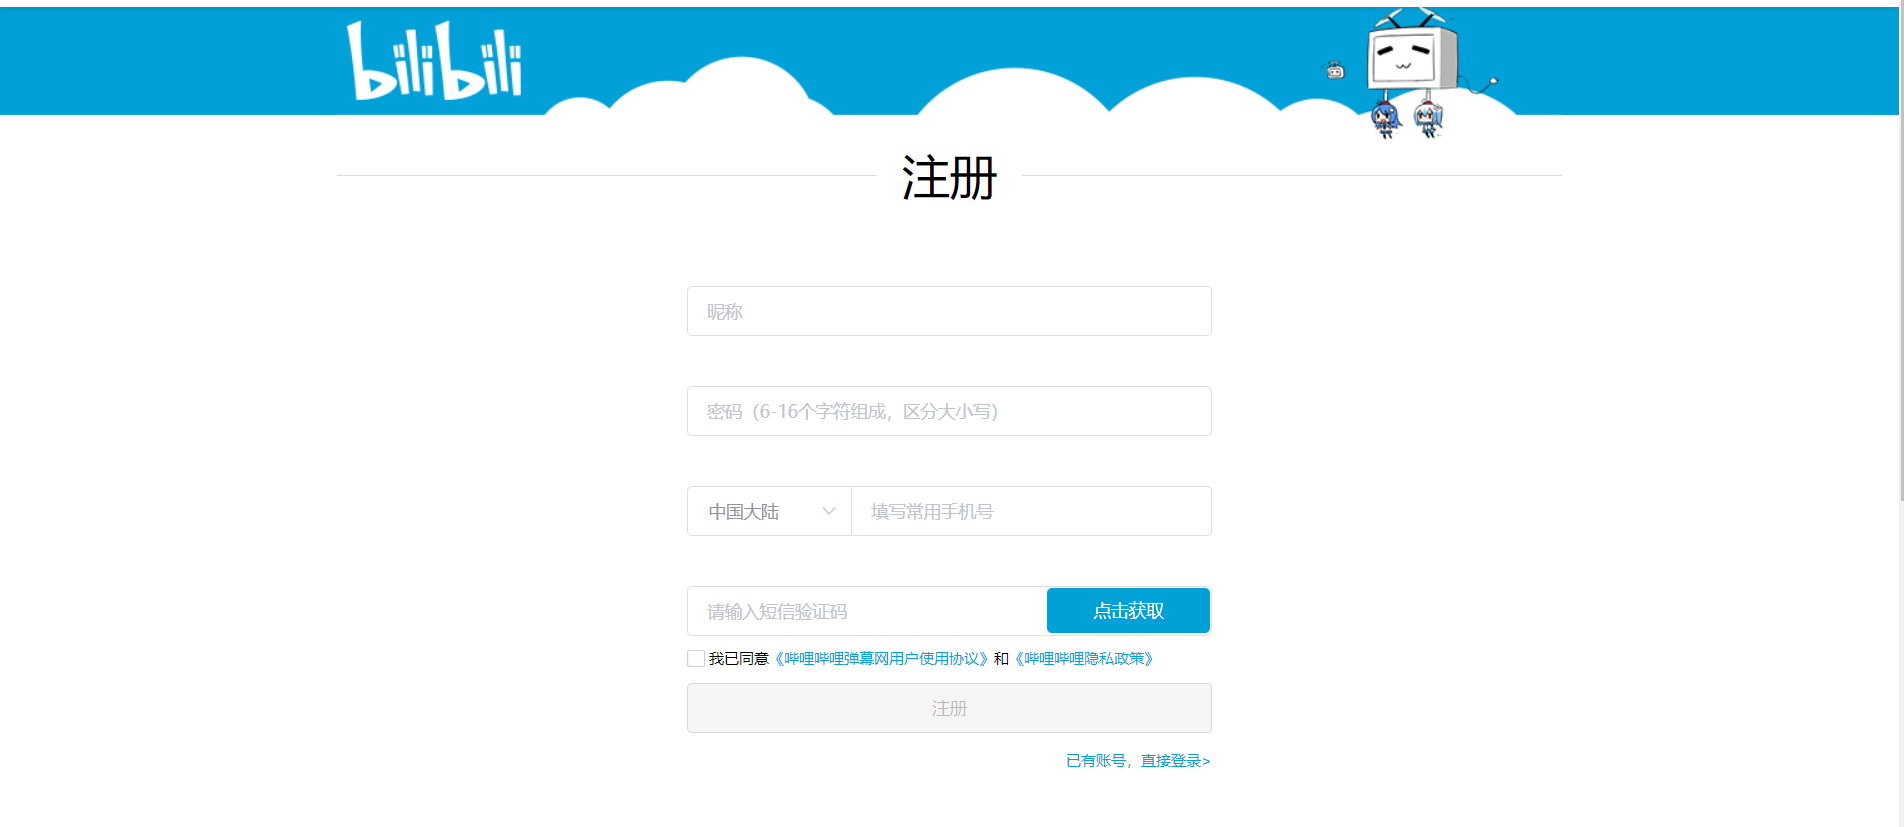 bilibili
注册
昵称
密码（6-16个字符组成，区分大小写）
中国大陆 填写常用手机号
请输入短信验证码 点击获取
我已同意《哔哩哔哩弹幕网用户使用协议》和《哔哩哔哩隐私政策》
注册
已有账号，直接登录>